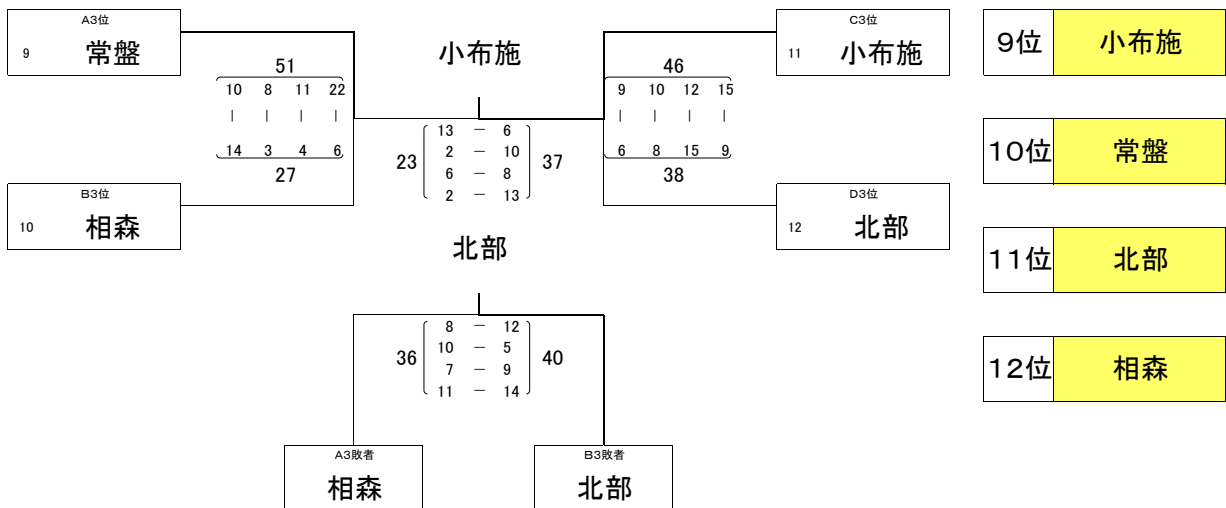 A3位
9 常盤
B3位
10 相森
51
10 8 11 22
| | | |
14 3 4 6
27
小布施
23
13 － 6
2 － 10
6 － 8
2 － 13
37
46
9 10 12 15
| | | |
6 8 15 9
38
C3位
11 小布施
D3位
12 北部
北部
36
8 － 12
10 － 5
7 － 9
11 － 14
40
A3敗者
相森
B3敗者
北部
9位 小布施
10位 常盤
11位 北部
12位 相森